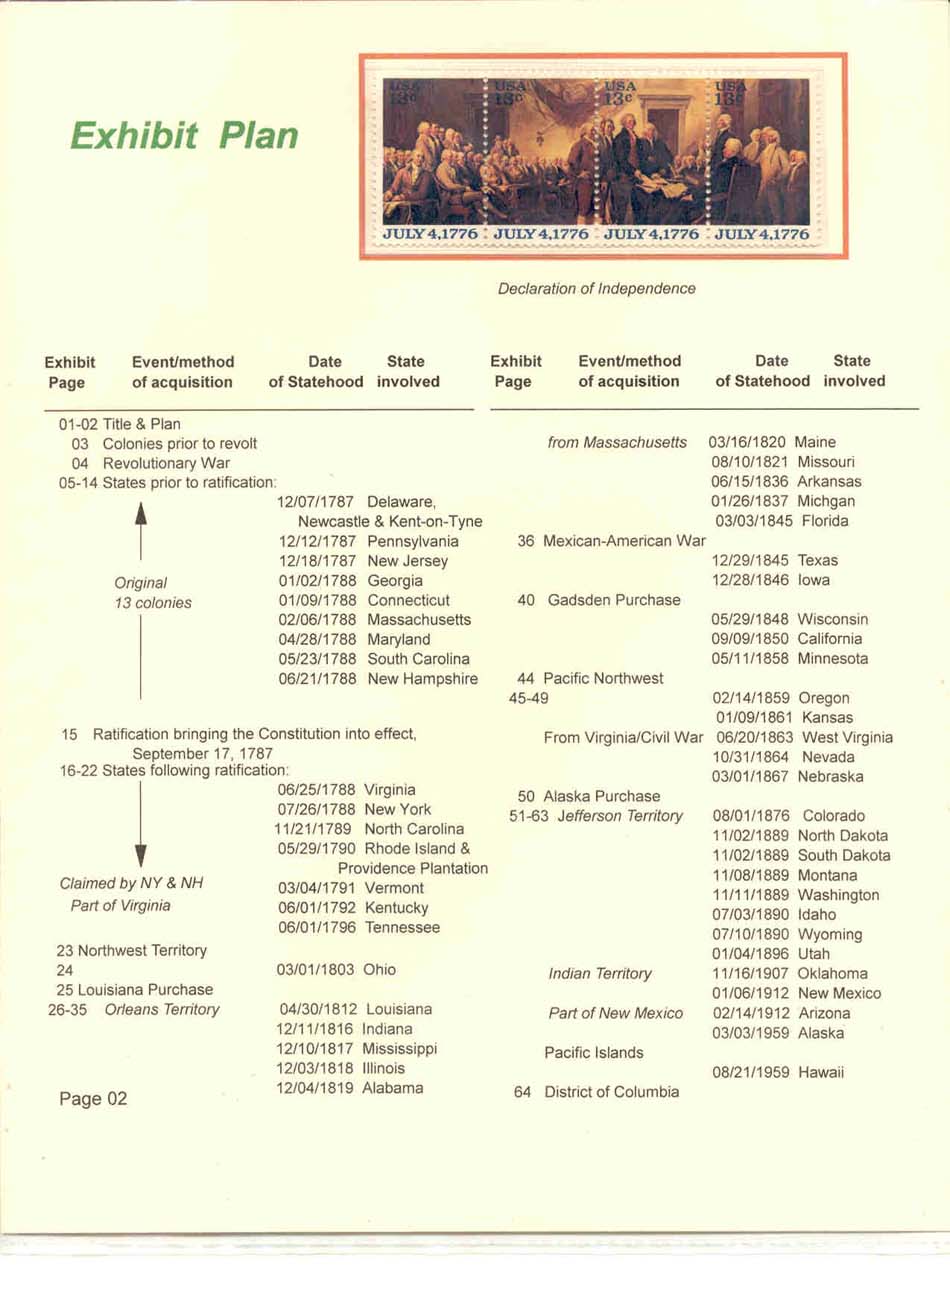 Exhibit Plan
USA 13c USA 13c USA 13c USA 13c
JULY 4,1776 JULY 4,1776 JULY 4,1776 JULY 4,1776
Declaration of Independence
Exhibit Event/method Date State
Page of acquisition of Statehood involved
01-02 Title & Plan
03 Colonies prior to revolt
04 Revolutionary War
05-14 States prior to ratification:
12/07/1787 Delaware,
Newcastle & Kent-on-Tyne
12/12/1787 Pennsylvania
12/18/1787 New Jersey
Original 01/02/1788 Georgia
13 colonies 01/09/1788 Connecticut
02/06/1788 Massachusetts
04/28/1788 Maryland
05/23/1788 South Carolina
06/21/1788 New Hampshire
15 Ratification bringing the Constitution into effect,
September 17, 1787
16-22 States following ratification:
06/25/1788 Virginia
07/26/1788 New York
11/21/1789 North Carolina
05/29/1790 Rhode Island &
Providence Plantation
Claimed by NY & NH 03/04/1791 Vermont
Part of Virginia 06/01/1792 Kentucky
06/01/1796 Tennessee
23 Northwest Territory
24 03/01/1803 Ohio
25 Louisiana Purchase
26-35 Orleans Territory 04/30/1812 Louisiana
12/11/1816 Indiana
12/10/1817 Mississippi
12/03/1818 Illinois
12/04/1819 Alabama
Page 02
Exhibit Event/method Date State
Page of acquisition of Statehood involved
from Massachusetts 03/16/1820 Maine
08/10/1821 Missouri
06/15/1836 Arkansas
01/26/1837 Michgan
03/03/1845 Florida
36 Mexican-American War
12/29/1845 Texas
12/28/1846 Iowa
40 Gadsden Purchase
05/29/1848 Wisconsin
09/09/1850 California
05/11/1858 Minnesota
44 Pacific Northwest
45-49 02/14/1859 Oregon
01/09/1861 Kansas
From Virginia/Civil War 06/20/1863 West Virginia
10/31/1864 Nevada
03/01/1867 Nebraska
50 Alaska Purchase
51-63 Jefferson Territory 08/01/1876 Colorado
11/02/1889 North Dakota
11/02/1889 South Dakota
11/08/1889 Montana
11/11/1889 Washington
07/03/1890 Idaho
07/10/1890 Wyoming
01/04/1896 Utah
Indian Territory 11/16/1907 Oklahoma
01/06/1912 New Mexico
Part of New Mexico 02/14/1912 Arizona
03/03/1959 Alaska
Pacific Islands
08/21/1959 Hawaii
64 District of Columbia